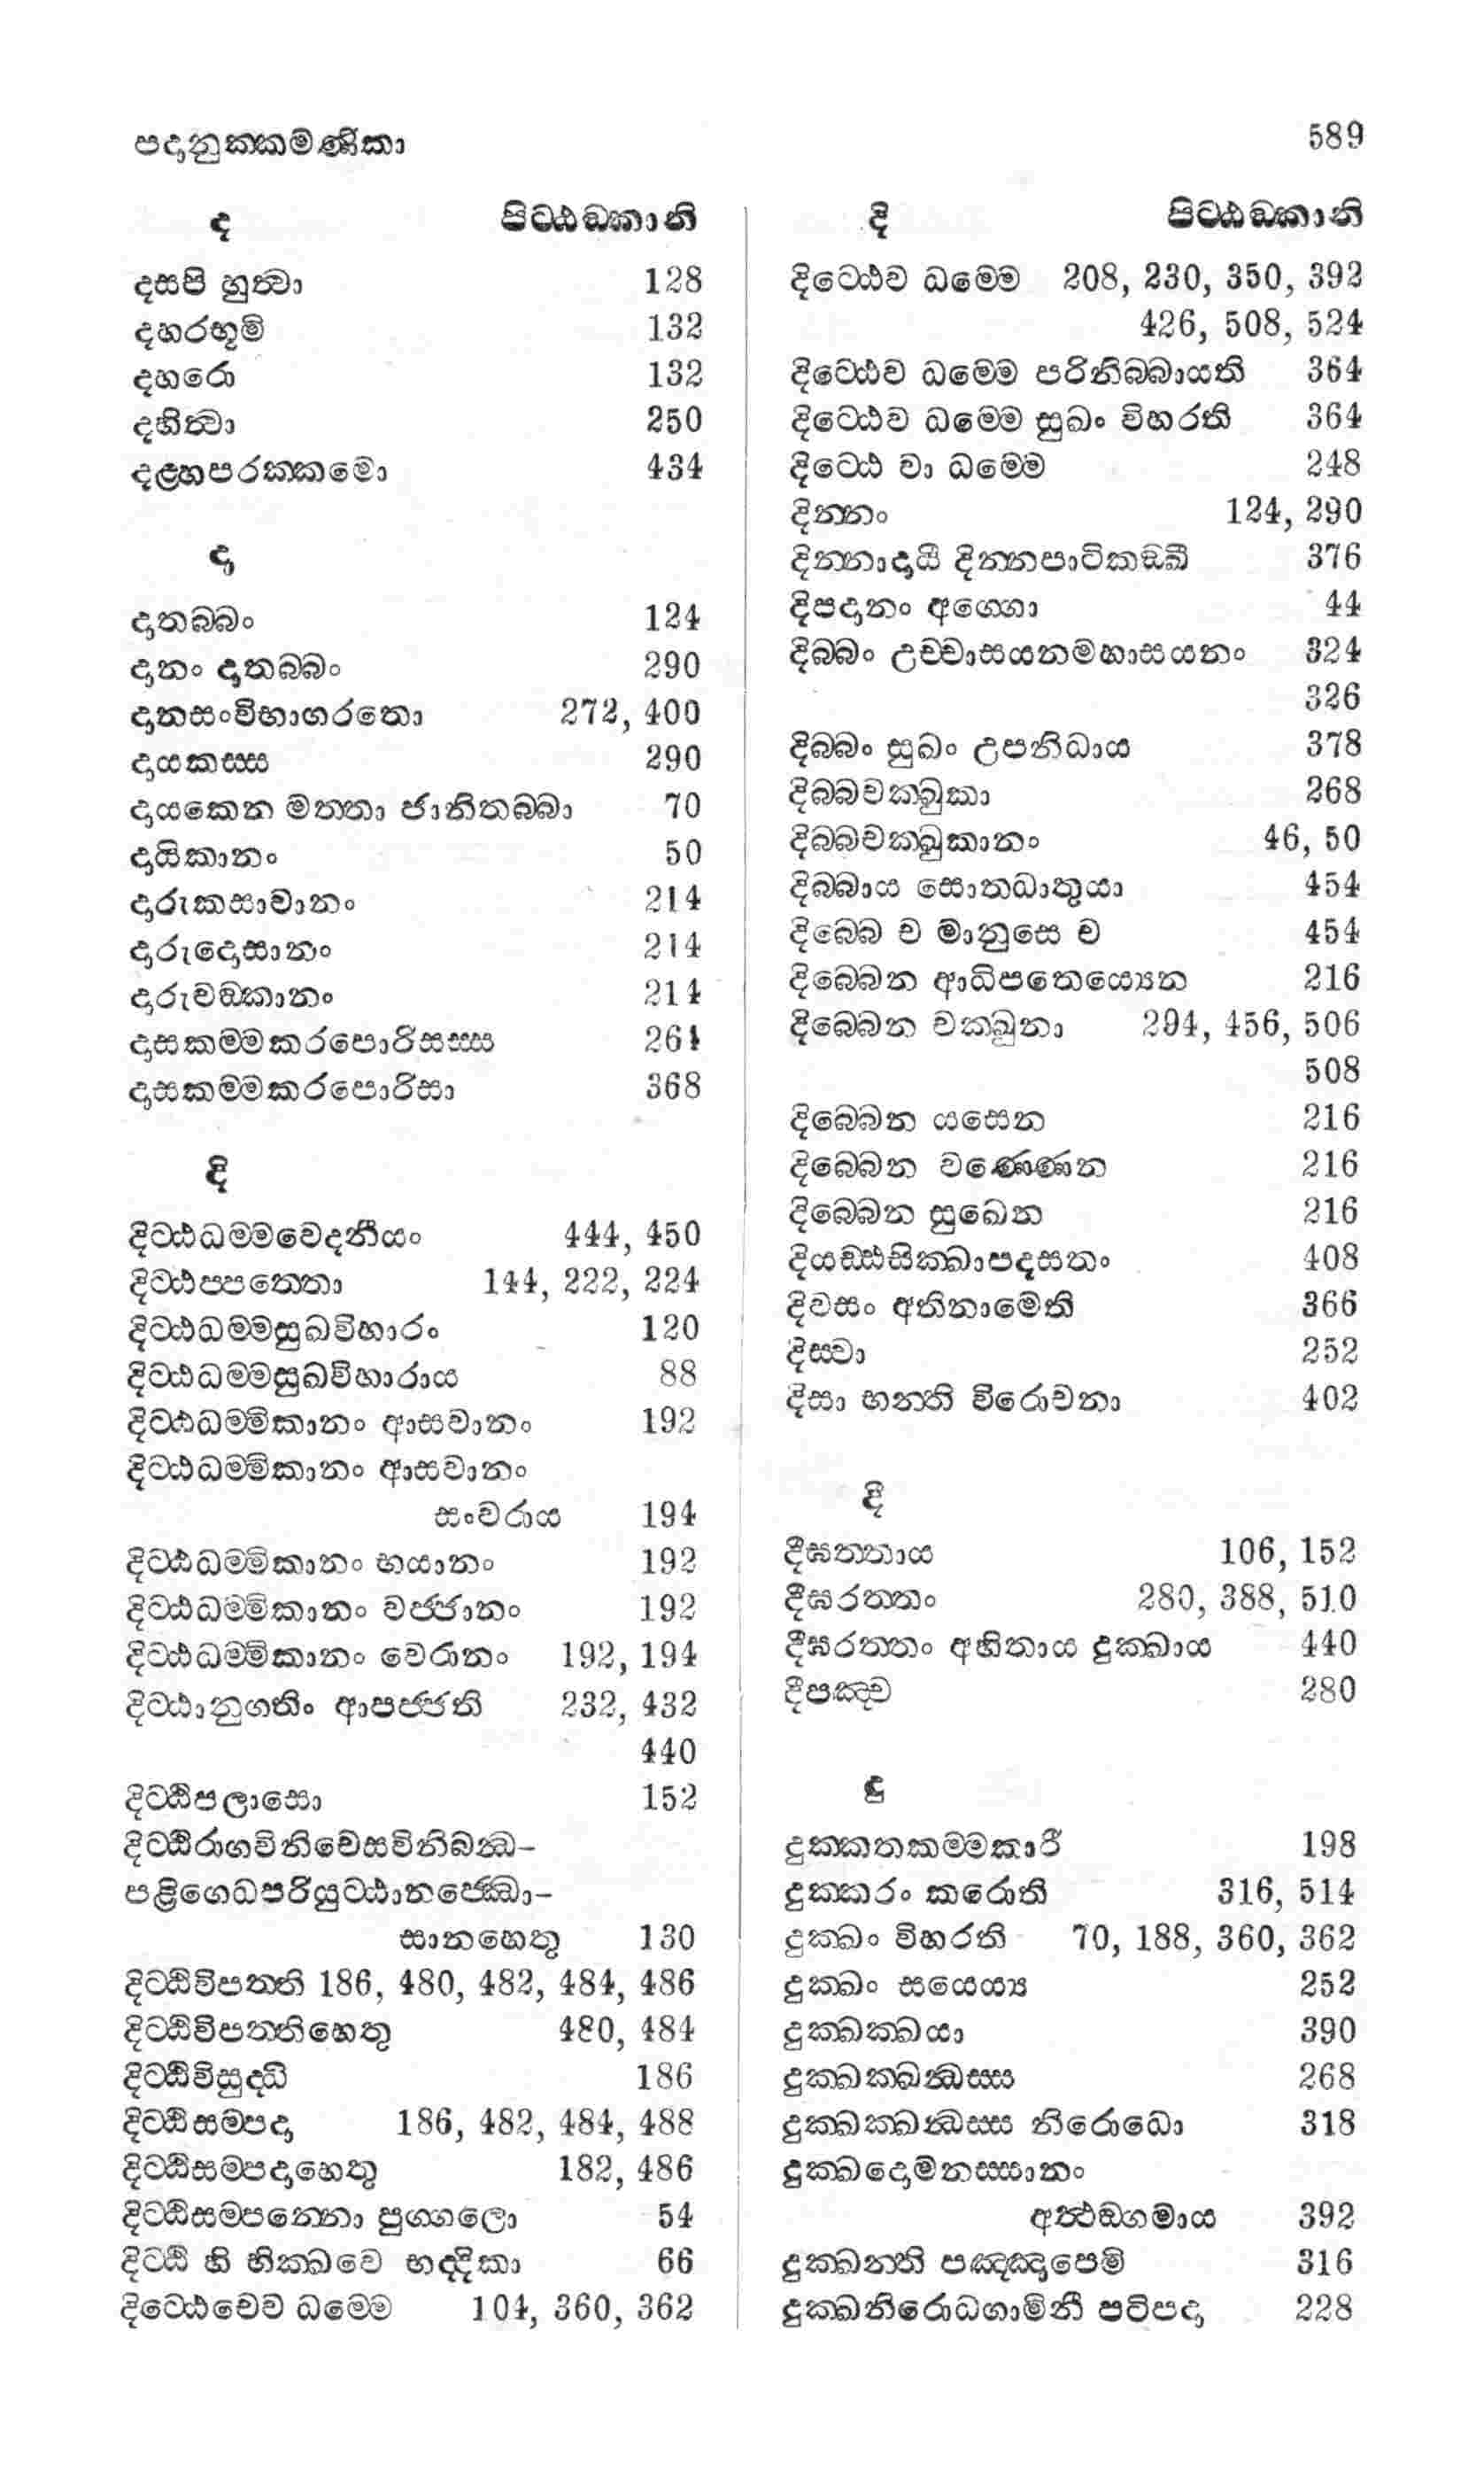 පදානුක්කමණිකා 589
ද පිට්ඨඞ්කානි
දසපි හුත්වා 128
දහරභූමි 132
දහරො 132
දහිත්වා 250
දළ්හපරක්කමො 434
දා
දාතබ්බං 124
දානං දාතබ්බං 290
දානසංවිභාගරතො 272, 400
දායකස්ස 290
දායකෙන මත්තා ජානිතබ්බා 70
දායිකානං 50
දාරුකසාවානං 214
දාරුදොසානං 214
දාරුවඞ්කානං 214
දාසකම්මකරපොරිසස්ස 264
දාසකම්මකරපොරිසා 368
දි
දිට්ඨධම්මවෙදනීයං 444, 450
දිට්ඨප්පත්තො 144, 222, 224
දිට්ඨධම්මසුඛවිහාරං 120
දිට්ඨධම්මසුඛවිහාරාය 88
දිට්ඨධම්මිකානං ආසවානං 192
දිට්ඨධම්මිකානං ආසවානං
සංවරාය 194
දිට්ඨධම්මිකානං භයානං 192
දිට්ඨධම්මිකානං වජ්ජානං 192
දිට්ඨධම්මිකානං වෙරානං 192, 194
දිට්ඨානුගතිං ආපජ්ජති 232, 432
440
දිට්ඨිපලාසො 152
දිට්ඨිරාගවිනිවෙසවිනිබන්ධ-
පළිගෙධපරියුට්ඨානජ්ඣො-
සානහෙතු 130
දිට්ඨිවිපත්ති 186, 480, 482, 484, 486
දිට්ඨිවිපත්තිහෙතු 480, 484
දිට්ඨිවිසුද්ධි 186
දිට්ඨිසම්පදා 186, 482, 484, 488
දිට්ඨිසම්පදාහෙතු 182, 486
දිට්ඨිසම්පන්නො පුග්ගලො 54
දිට්ඨි හි භික්ඛවෙ භද්දිකා 66
දිට්ඨෙචෙව ධම්මෙ 104, 360, 362
දි පිට්ඨඞ්කානි
දිට්ඨෙව ධම්මෙ 208, 230, 350, 392
426, 508, 524
දිට්ඨෙව ධම්මෙ පරිනිබ්බායති 364
දිට්ඨෙව ධම්මෙ සුඛං විහරති 364
දිට්ඨෙ වා ධම්මෙ 248
දින්නං 124, 290
දින්නාදායී දින්නපාටිකඞ්ඛී 376
දිපදානං අග්ගො 44
දිබ්බං උච්චාසයනමහාසයනං 324
326
දිබ්බං සුඛං උපනිධාය 378
දිබ්බචක්ඛුකා 268
දිබ්බචක්ඛුකානං 46, 50
දිබ්බාය සොතධාතුයා 454
දිබ්බෙ ච මානුසෙ ච 454
දිබ්බෙන ආධිපතෙය්‍යෙන 216
දිබ්බෙන චක්ඛුනා 294, 456, 506
508
දිබ්බෙන යසෙන 216
දිබ්බෙන වණ්ණෙන 216
දිබ්බෙන සුඛෙන 216
දියඩ්ඪසික්ඛාපදසතං 408
දිවසං අතිනාමෙති 366
දිස්වා 252
දිසා භන්ති විරොචනා 402
දී
දීඝත්තාය 106, 152
දීඝරත්තං 280, 388, 510
දීඝරත්තං අහිතාය දුක්ඛාය 440
දීපඤ්ච 280
දු
දුක්කතකම්මකාරී 198
දුක්කරං කරොති 316, 514
දුක්ඛං විහරති 70, 188, 360, 362
දුක්ඛං සයෙය්‍ය 252
දුක්ඛක්ඛයා 390
දුක්ඛක්ඛන්ධස්ස 268
දුක්ඛක්ඛන්ධස්ස නිරොධො 318
දුක්ඛදොමනස්සානං
අත්ථඞ්ගමාය 392
දුක්ඛන්ති පඤ්ඤාපෙමි 316
දුක්ඛනිරොධගාමිනී පටිපදා 228